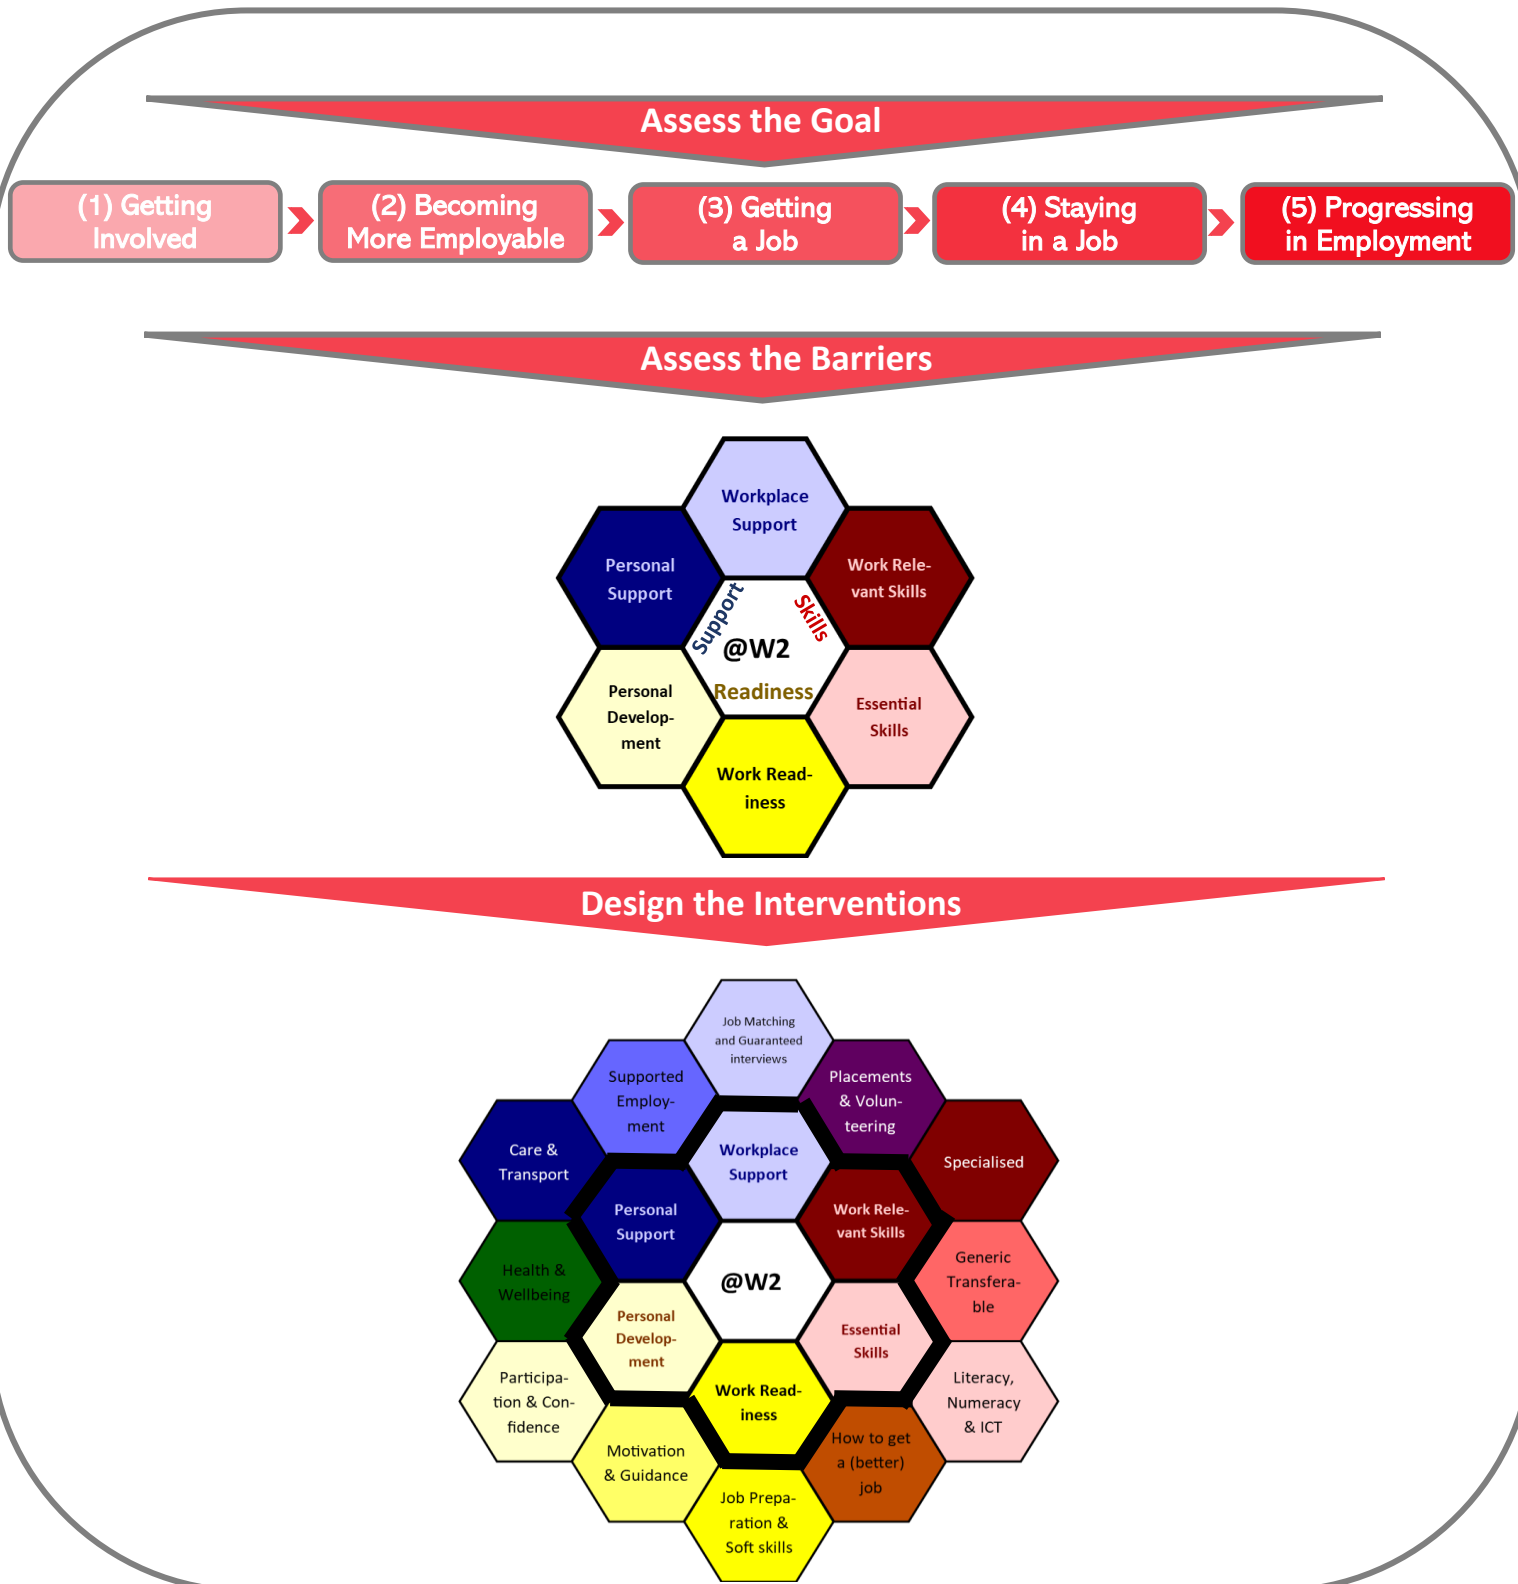 Assess the Goal
(1) Getting
Involved
(2) Becoming
More Employable
(3) Getting
a Job
(4) Staying
in a Job
(5) Progressing
in Employment
Assess the Barriers
Workplace
Support
Personal
Support
Work Rele-
vant Skills
Support
Skills
@W2
Readiness
Personal
Develop-
ment
Essential
Skills
Work Read-
iness
Design the Interventions
Job Matching
and Guaranteed
interviews
Supported
Employ-
ment
Placements
& Volun-
teering
Care &
Transport
Workplace
Support
Specialised
Personal
Support
Work Rele-
vant Skills
Health &
Wellbeing
@W2
Generic
Transfera-
ble
Personal
Develop-
ment
Essential
Skills
Participa-
tion & Con-
fidence
Work Read-
iness
Literacy,
Numeracy
& ICT
Motivation
& Guidance
How to get
a (better)
job
Job Prepa-
ration &
Soft skills